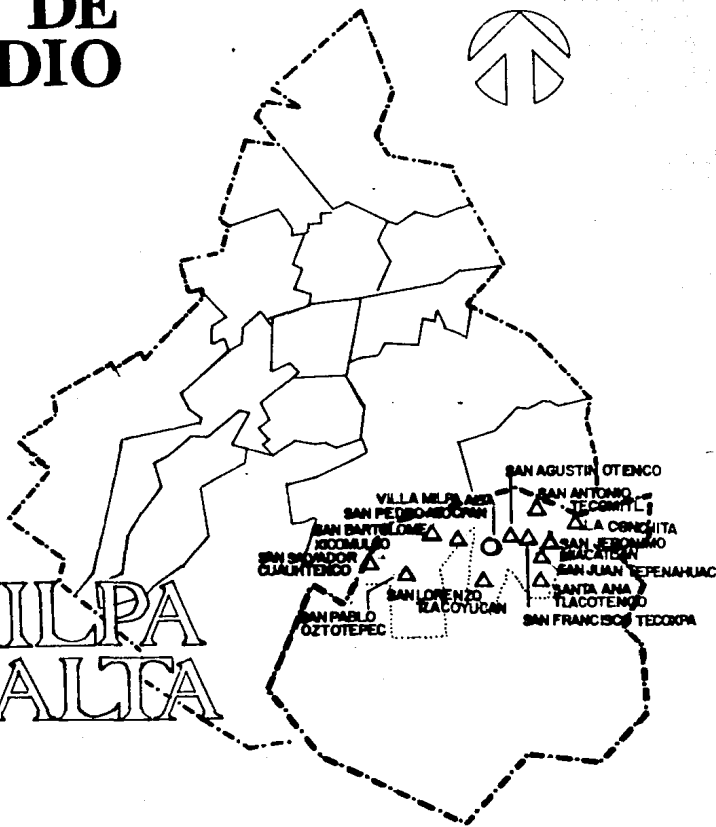 DE
DIO
SAN AGUSTIN OTENCO
VILLA MILPA ALTA
SAN ANTONIO
TECOMITL
SAN PEDRO ATOCPAN
LA CONCHITA
SAN BARTOLOME
XICOMULCO
SAN JERONIMO
MIACATLAN
SAN SALVADOR
CUAUHTENCO
SAN JUAN TEPENAHUAC
SANTA ANA
TLACOTENCO
SAN LORENZO
TLACOYUCAN
SAN PABLO
OZTOTEPEC
SAN FRANCISCO TECOXPA
ILPA
ALTA